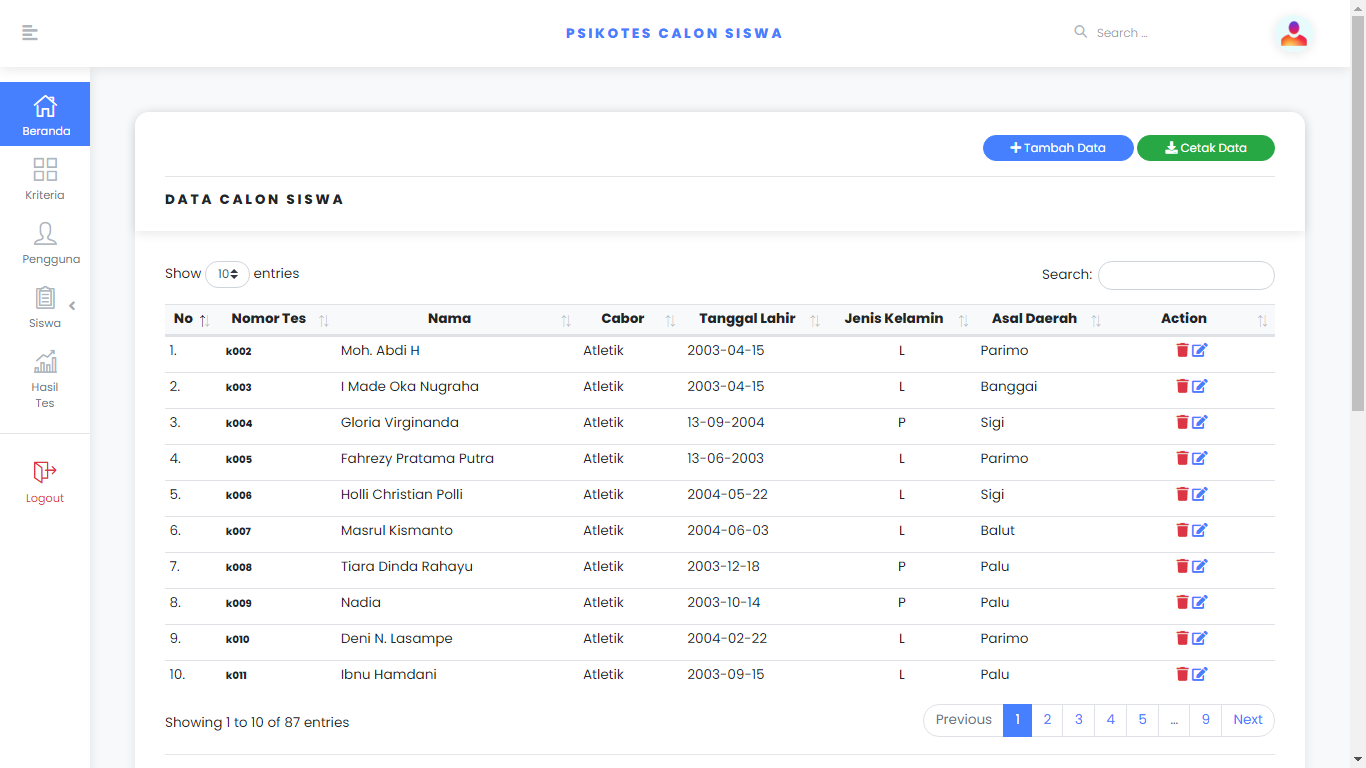 PSIKOTES CALON SISWA
Search ...
Beranda
Kriteria
Pengguna
Siswa
Hasil
Tes
Logout
Tambah Data Cetak Data
DATA CALON SISWA
Show 10 entries Search:
No Nomor Tes Nama Cabor Tanggal Lahir Jenis Kelamin Asal Daerah Action
1. k002 Moh. Abdi H Atletik 2003-04-15 L Parimo
2. k003 I Made Oka Nugraha Atletik 2003-04-15 L Banggai
3. k004 Gloria Virginanda Atletik 13-09-2004 P Sigi
4. k005 Fahrezy Pratama Putra Atletik 13-06-2003 L Parimo
5. k006 Holli Christian Polli Atletik 2004-05-22 L Sigi
6. k007 Masrul Kismanto Atletik 2004-06-03 L Balut
7. k008 Tiara Dinda Rahayu Atletik 2003-12-18 P Palu
8. k009 Nadia Atletik 2003-10-14 P Palu
9. k010 Deni N. Lasampe Atletik 2004-02-22 L Parimo
10. k011 Ibnu Hamdani Atletik 2003-09-15 L Palu
Showing 1 to 10 of 87 entries Previous 1 2 3 4 5 ... 9 Next